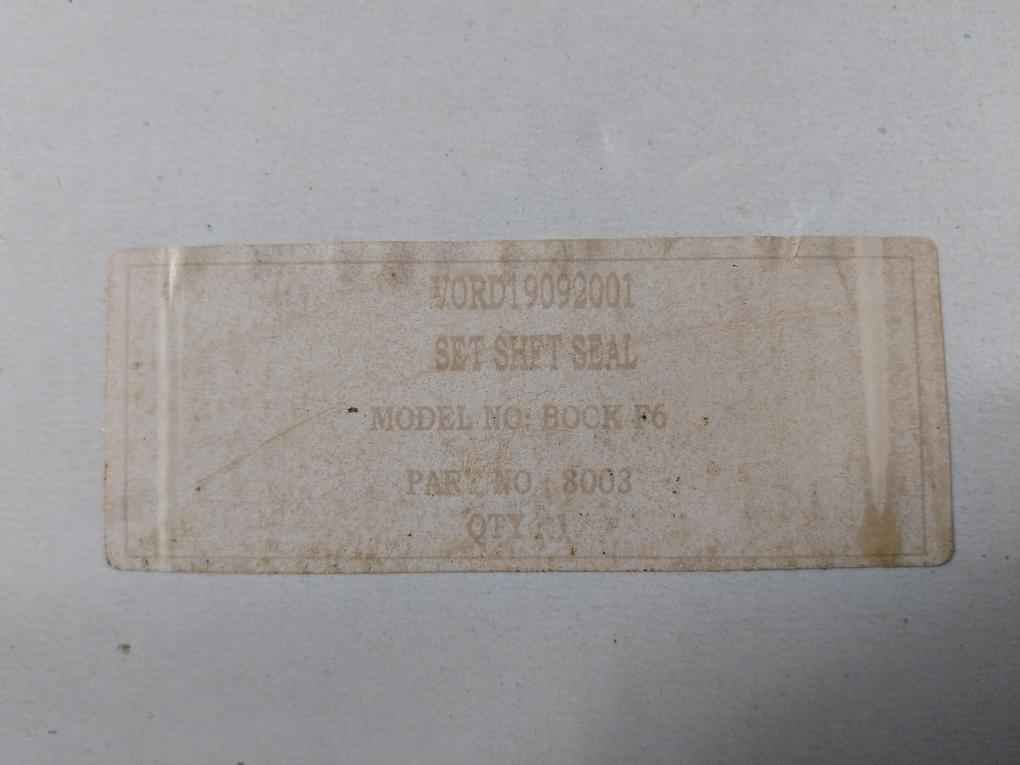 VORD19092001
SET SHFT SEAL
MODEL NO: BOCK F6
PART NO : 8003
QTY : 1